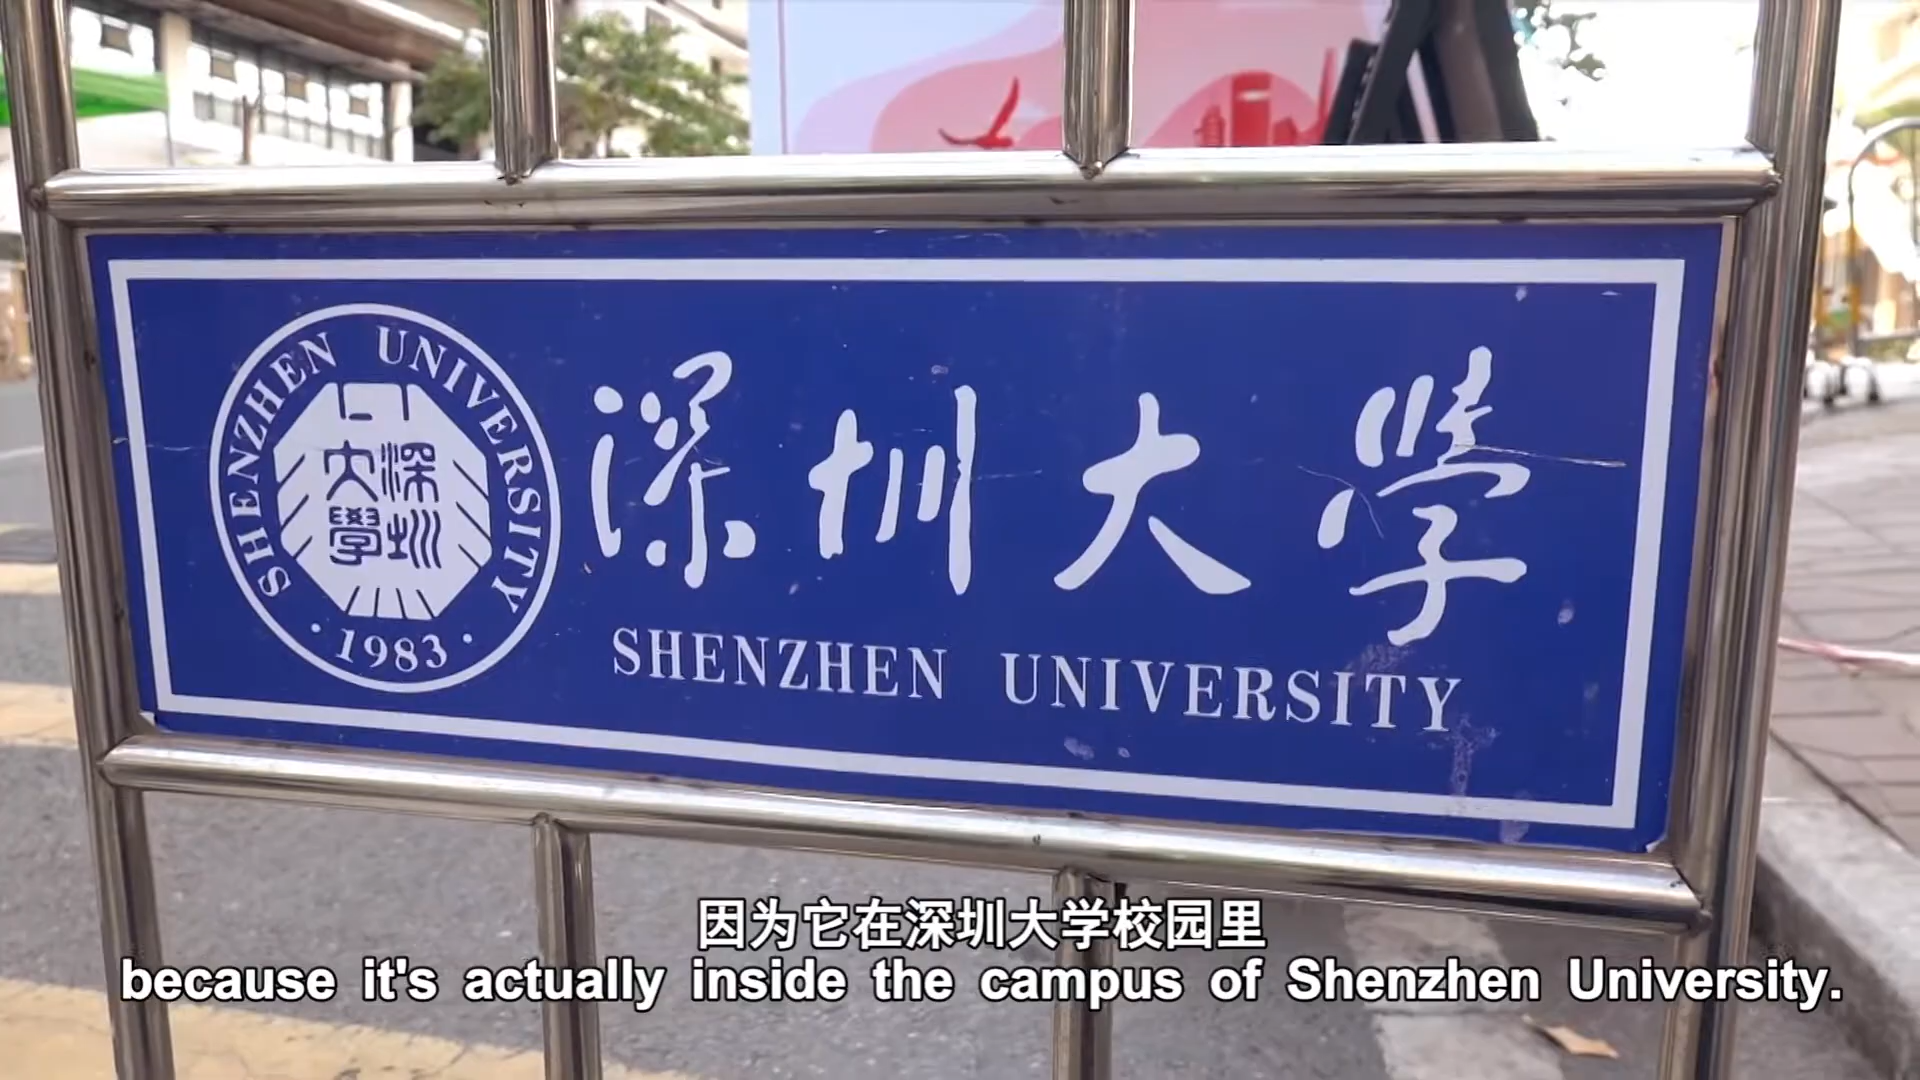 SHENZHEN UNIVERSITY
大學
深圳
·1983·
深圳大學
SHENZHEN UNIVERSITY
因为它在深圳大学校园里
because it's actually inside the campus of Shenzhen University.